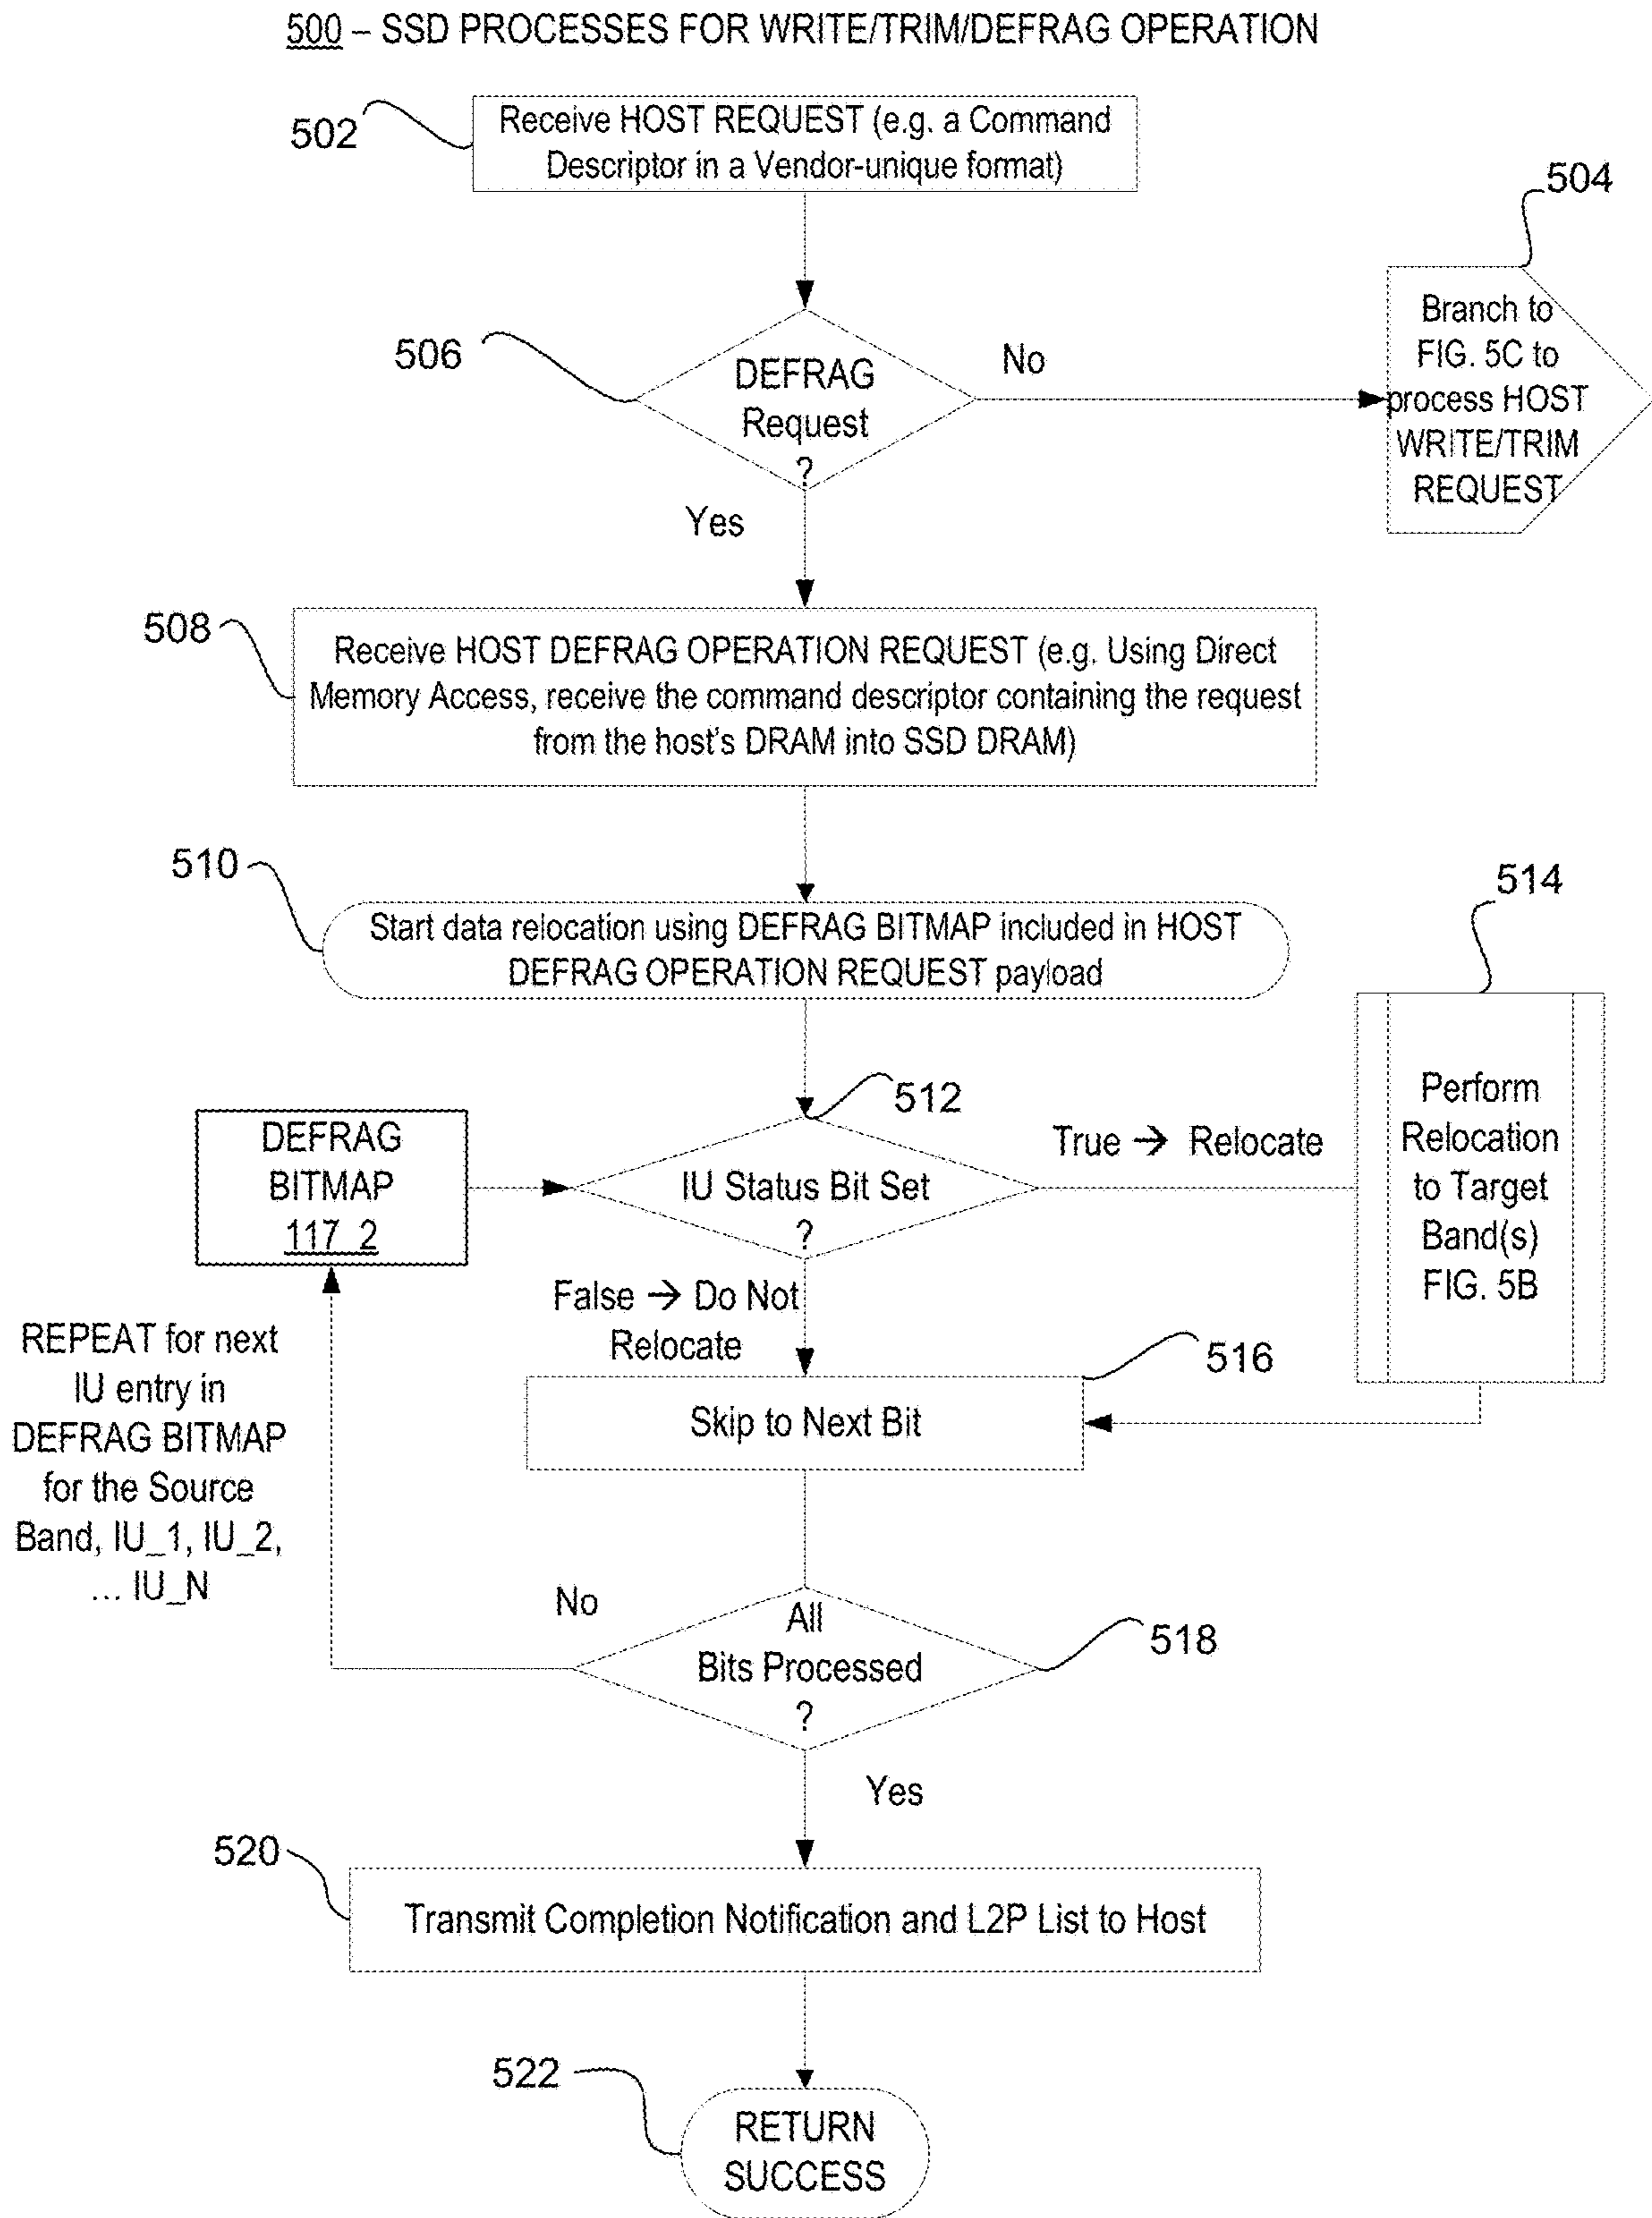 500 – SSD PROCESSES FOR WRITE/TRIM/DEFRAG OPERATION
502
Receive HOST REQUEST (e.g. a Command
Descriptor in a Vendor-unique format)
504
Branch to
FIG. 5C to
process HOST
WRITE/TRIM
REQUEST
506
DEFRAG
Request
?
No
Yes
508
Receive HOST DEFRAG OPERATION REQUEST (e.g. Using Direct
Memory Access, receive the command descriptor containing the request
from the host's DRAM into SSD DRAM)
510
Start data relocation using DEFRAG BITMAP included in HOST
DEFRAG OPERATION REQUEST payload
514
Perform
Relocation
to Target
Band(s)
FIG. 5B
512
DEFRAG
BITMAP
117_2
IU Status Bit Set
?
True → Relocate
False → Do Not
Relocate
REPEAT for next
IU entry in
DEFRAG BITMAP
for the Source
Band, IU_1, IU_2,
... IU_N
516
Skip to Next Bit
No
All
Bits Processed
?
518
Yes
520
Transmit Completion Notification and L2P List to Host
522
RETURN
SUCCESS